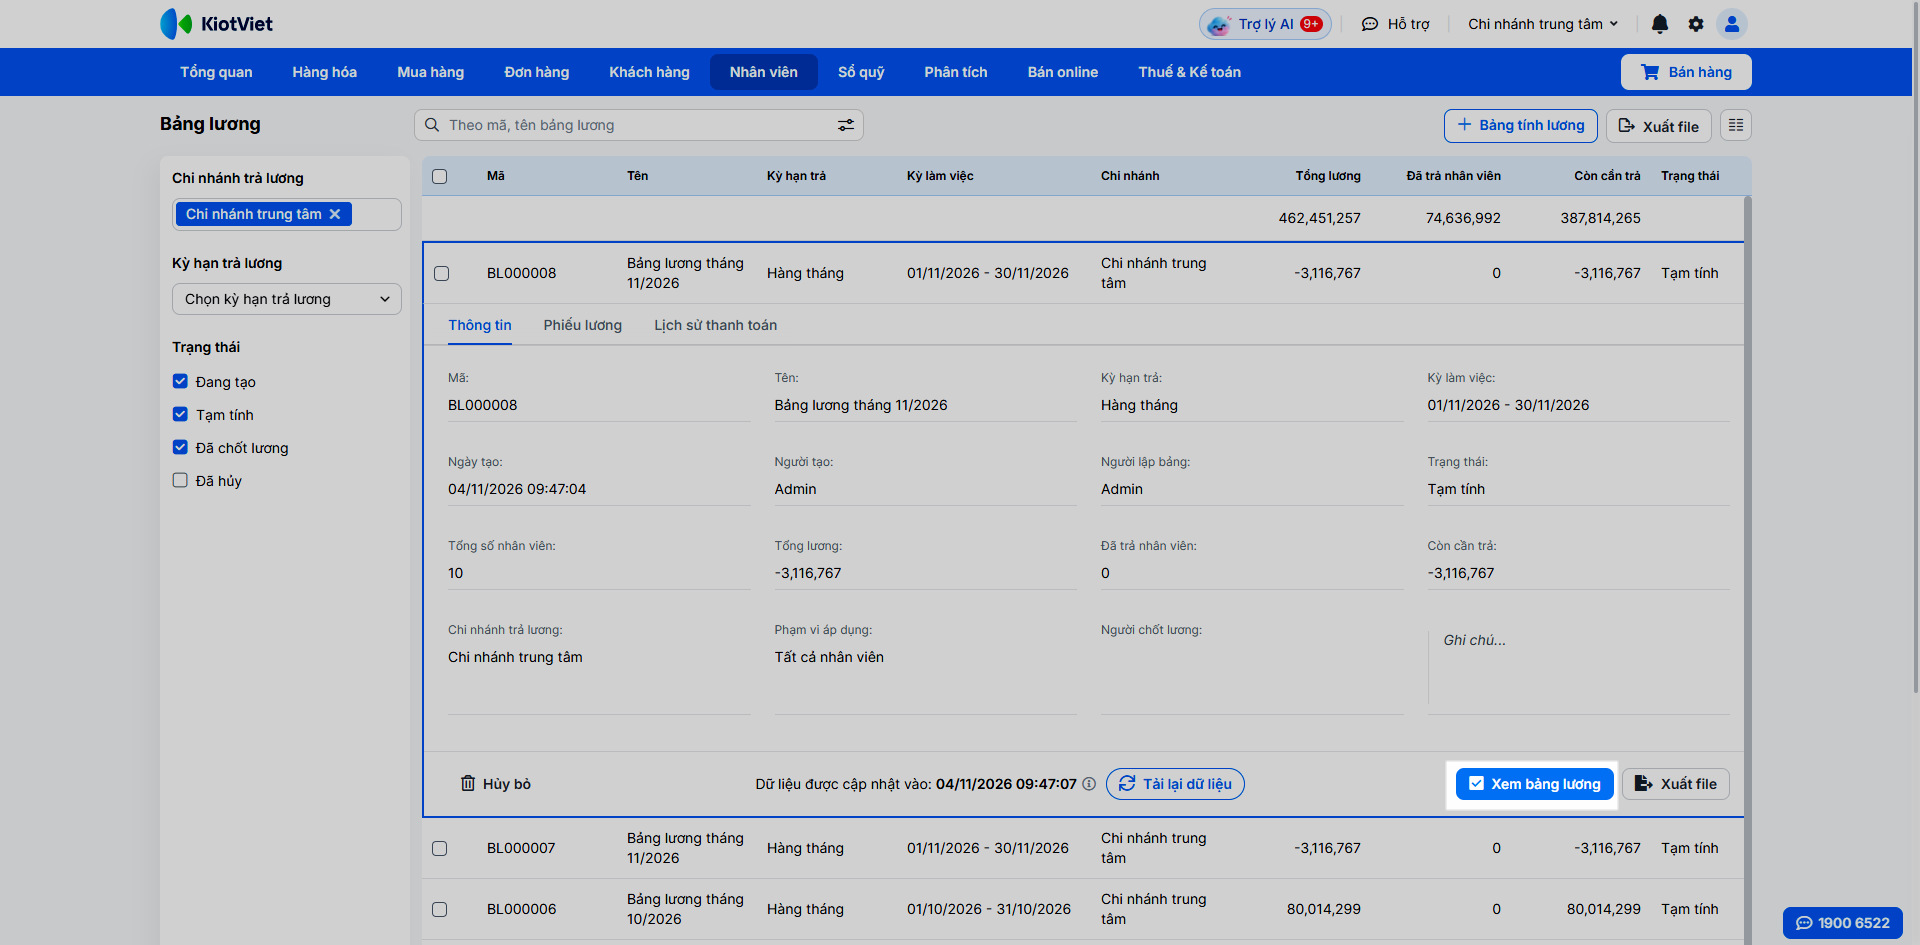 KiotViet
Trợ lý AI 9+
Hỗ trợ
Chi nhánh trung tâm
Tổng quan
Hàng hóa
Mua hàng
Đơn hàng
Khách hàng
Nhân viên
Sổ quỹ
Phân tích
Bán online
Thuế & Kế toán
Bán hàng
Bảng lương
Theo mã, tên bảng lương
Bảng tính lương
Xuất file
Chi nhánh trả lương
Chi nhánh trung tâm
Kỳ hạn trả lương
Chọn kỳ hạn trả lương
Trạng thái
Đang tạo
Tạm tính
Đã chốt lương
Đã hủy
Mã Tên Kỳ hạn trả Kỳ làm việc Chi nhánh Tổng lương Đã trả nhân viên Còn cần trả Trạng thái
462,451,257 74,636,992 387,814,265
BL000008 Bảng lương tháng 11/2026 Hàng tháng 01/11/2026 - 30/11/2026 Chi nhánh trung tâm -3,116,767 0 -3,116,767 Tạm tính
Thông tin Phiếu lương Lịch sử thanh toán
Mã: Tên: Kỳ hạn trả: Kỳ làm việc:
BL000008 Bảng lương tháng 11/2026 Hàng tháng 01/11/2026 - 30/11/2026
Ngày tạo: Người tạo: Người lập bảng: Trạng thái:
04/11/2026 09:47:04 Admin Admin Tạm tính
Tổng số nhân viên: Tổng lương: Đã trả nhân viên: Còn cần trả:
10 -3,116,767 0 -3,116,767
Chi nhánh trả lương: Phạm vi áp dụng: Người chốt lương:
Ghi chú...
Chi nhánh trung tâm Tất cả nhân viên
Hủy bỏ Dữ liệu được cập nhật vào: 04/11/2026 09:47:07 Tải lại dữ liệu Xem bảng lương Xuất file
BL000007 Bảng lương tháng 11/2026 Hàng tháng 01/11/2026 - 30/11/2026 Chi nhánh trung tâm -3,116,767 0 -3,116,767 Tạm tính
BL000006 Bảng lương tháng 10/2026 Hàng tháng 01/10/2026 - 31/10/2026 Chi nhánh trung tâm 80,014,299 0 80,014,299 Tạm tính
1900 6522